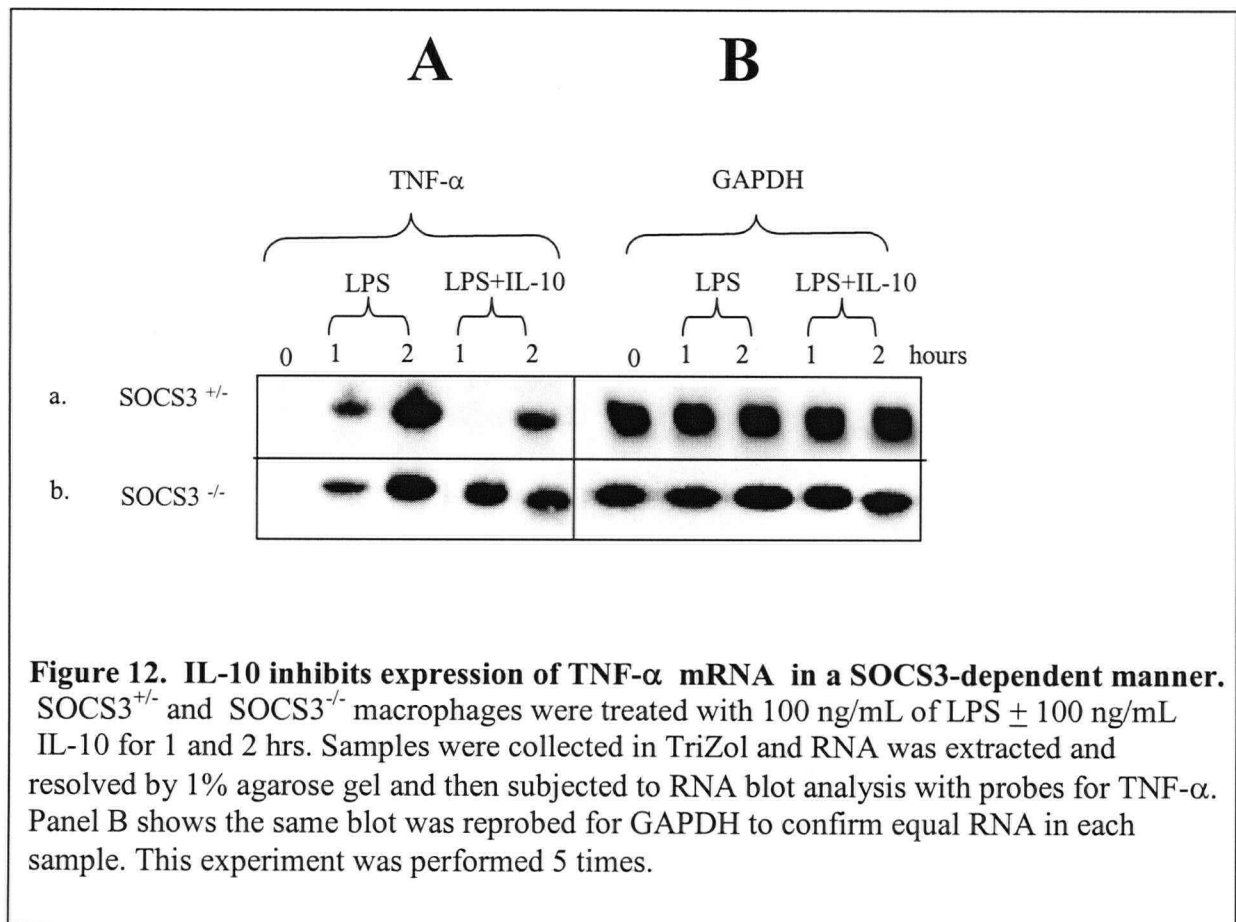 A B
TNF-α GAPDH
LPS LPS+IL-10 LPS LPS+IL-10
0 1 2 1 2 0 1 2 1 2 hours
a. SOCS3 +/-
b. SOCS3 -/-
Figure 12. IL-10 inhibits expression of TNF-α mRNA in a SOCS3-dependent manner.
SOCS3+/- and SOCS3-/- macrophages were treated with 100 ng/mL of LPS ± 100 ng/mL
IL-10 for 1 and 2 hrs. Samples were collected in TriZol and RNA was extracted and
resolved by 1% agarose gel and then subjected to RNA blot analysis with probes for TNF-α.
Panel B shows the same blot was reprobed for GAPDH to confirm equal RNA in each
sample. This experiment was performed 5 times.